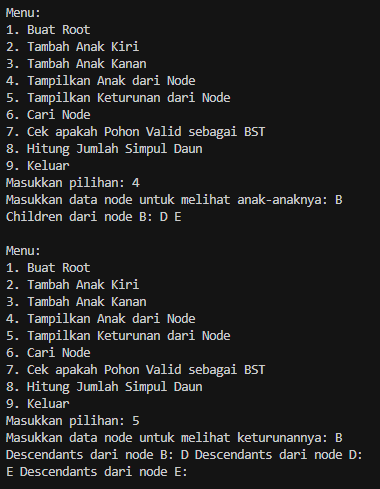 Menu:
1. Buat Root
2. Tambah Anak Kiri
3. Tambah Anak Kanan
4. Tampilkan Anak dari Node
5. Tampilkan Keturunan dari Node
6. Cari Node
7. Cek apakah Pohon Valid sebagai BST
8. Hitung Jumlah Simpul Daun
9. Keluar
Masukkan pilihan: 4
Masukkan data node untuk melihat anak-anaknya: B
Children dari node B: D E

Menu:
1. Buat Root
2. Tambah Anak Kiri
3. Tambah Anak Kanan
4. Tampilkan Anak dari Node
5. Tampilkan Keturunan dari Node
6. Cari Node
7. Cek apakah Pohon Valid sebagai BST
8. Hitung Jumlah Simpul Daun
9. Keluar
Masukkan pilihan: 5
Masukkan data node untuk melihat keturunannya: B
Descendants dari node B: D Descendants dari node D:
E Descendants dari node E: